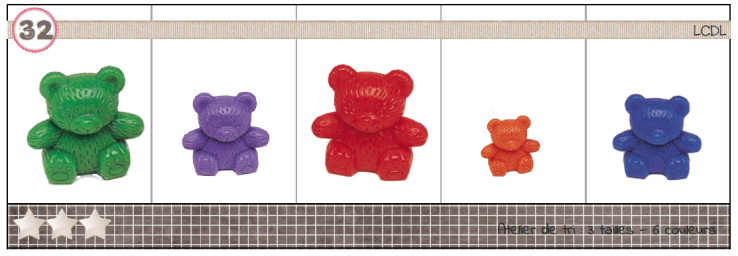 32
LCDL
Atelier de tri : 3 tailles - 6 couleurs